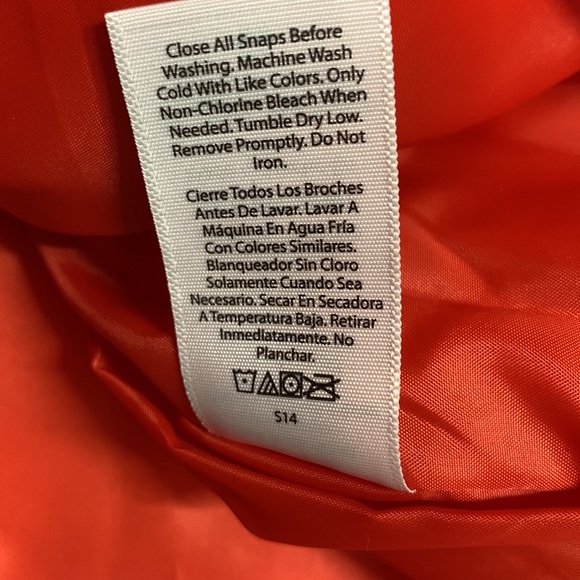 Close All Snaps Before
Washing. Machine Wash
Cold With Like Colors. Only
Non-Chlorine Bleach When
Needed. Tumble Dry Low.
Remove Promptly. Do Not
Iron.
Cierre Todos Los Broches
Antes De Lavar. Lavar A
Máquina En Agua Fría
Con Colores Similares.
Blanqueador Sin Cloro
Solamente Cuando Sea
Necesario. Secar En Secadora
A Temperatura Baja. Retirar
Inmediatamente. No
Planchar.
S14